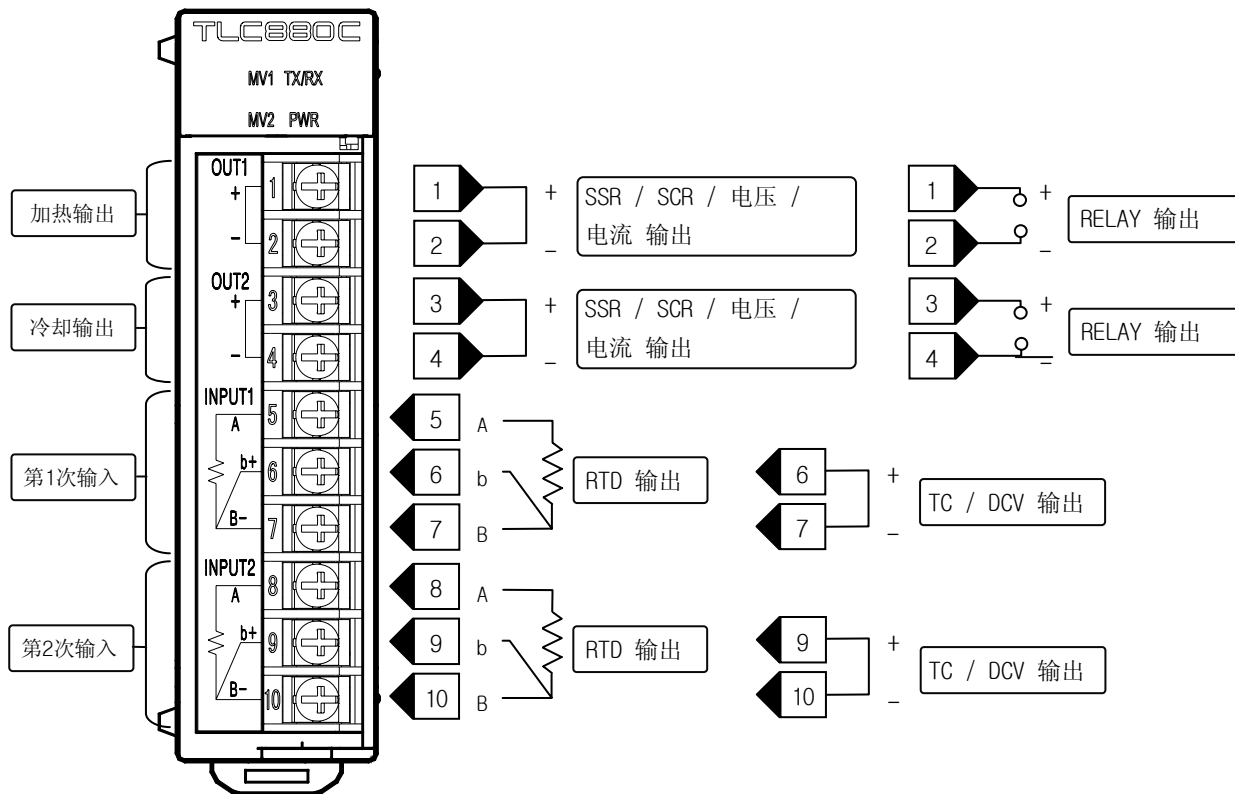 TLC880C
MV1 TX/RX
MV2 PWR
加热输出
冷却输出
第1次输入
第2次输入
OUT1
+
-
OUT2
+
-
INPUT1
A
b+
B-
INPUT2
A
b+
B-
1
2
3
4
5
6
7
8
9
10
1 +
2 -
SSR / SCR / 电压 /
电流 输出
1 +
2 -
RELAY 输出
3 +
4 -
SSR / SCR / 电压 /
电流 输出
3 +
4 -
RELAY 输出
5 A
6 b
7 B
RTD 输出
6 +
7 -
TC / DCV 输出
8 A
9 b
10 B
RTD 输出
9 +
10 -
TC / DCV 输出